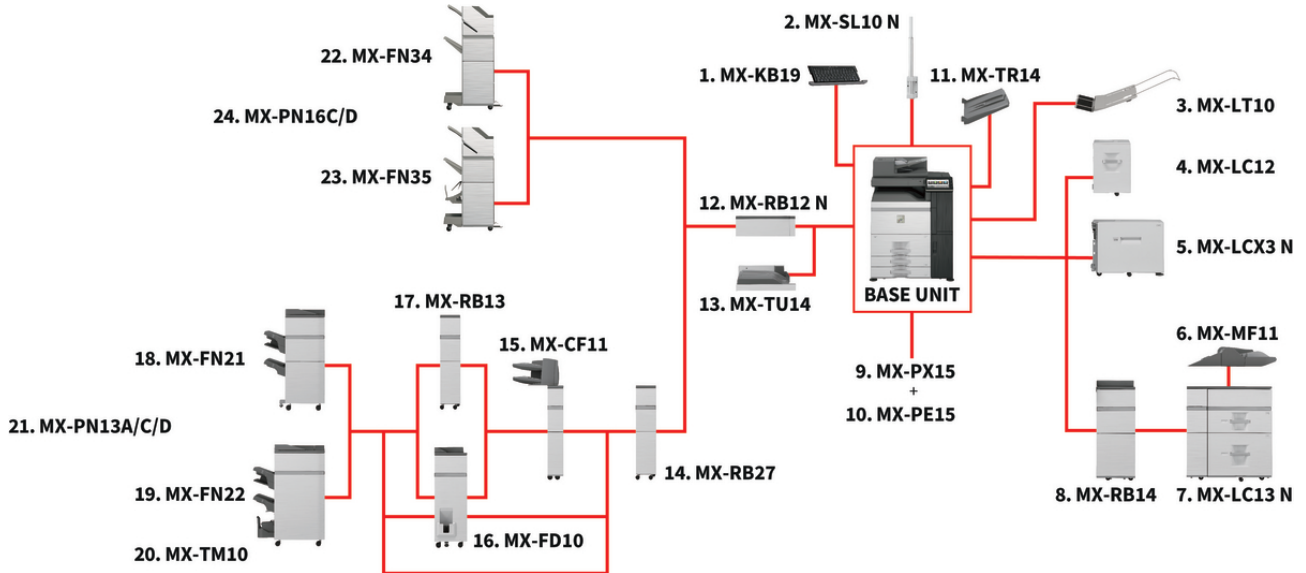 2. MX-SL10 N
22. MX-FN34
1. MX-KB19
11. MX-TR14
3. MX-LT10
24. MX-PN16C/D
4. MX-LC12
23. MX-FN35
12. MX-RB12 N
5. MX-LCX3 N
BASE UNIT
17. MX-RB13
13. MX-TU14
6. MX-MF11
15. MX-CF11
18. MX-FN21
9. MX-PX15
+
10. MX-PE15
21. MX-PN13A/C/D
14. MX-RB27
19. MX-FN22
8. MX-RB14
7. MX-LC13 N
16. MX-FD10
20. MX-TM10